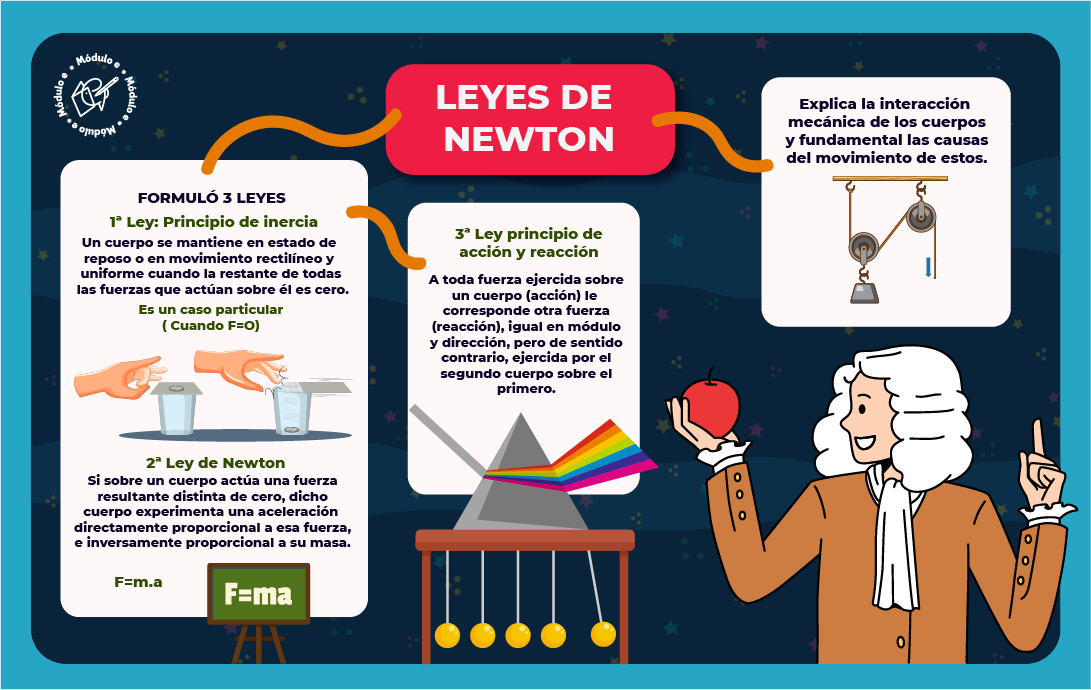 Módulo e • Módulo e • Módulo e • Módulo e •
LEYES DE
NEWTON
FORMULÓ 3 LEYES
1ª Ley: Principio de inercia
Un cuerpo se mantiene en estado de
reposo o en movimiento rectilíneo y
uniforme cuando la restante de todas
las fuerzas que actúan sobre él es cero.
Es un caso particular
( Cuando F=O)
2ª Ley de Newton
Si sobre un cuerpo actúa una fuerza
resultante distinta de cero, dicho
cuerpo experimenta una aceleración
directamente proporcional a esa fuerza,
e inversamente proporcional a su masa.
F=m.a
F=ma
3ª Ley principio de
acción y reacción
A toda fuerza ejercida sobre
un cuerpo (acción) le
corresponde otra fuerza
(reacción), igual en módulo
y dirección, pero de sentido
contrario, ejercida por el
segundo cuerpo sobre el
primero.
Explica la interacción
mecánica de los cuerpos
y fundamental las causas
del movimiento de estos.